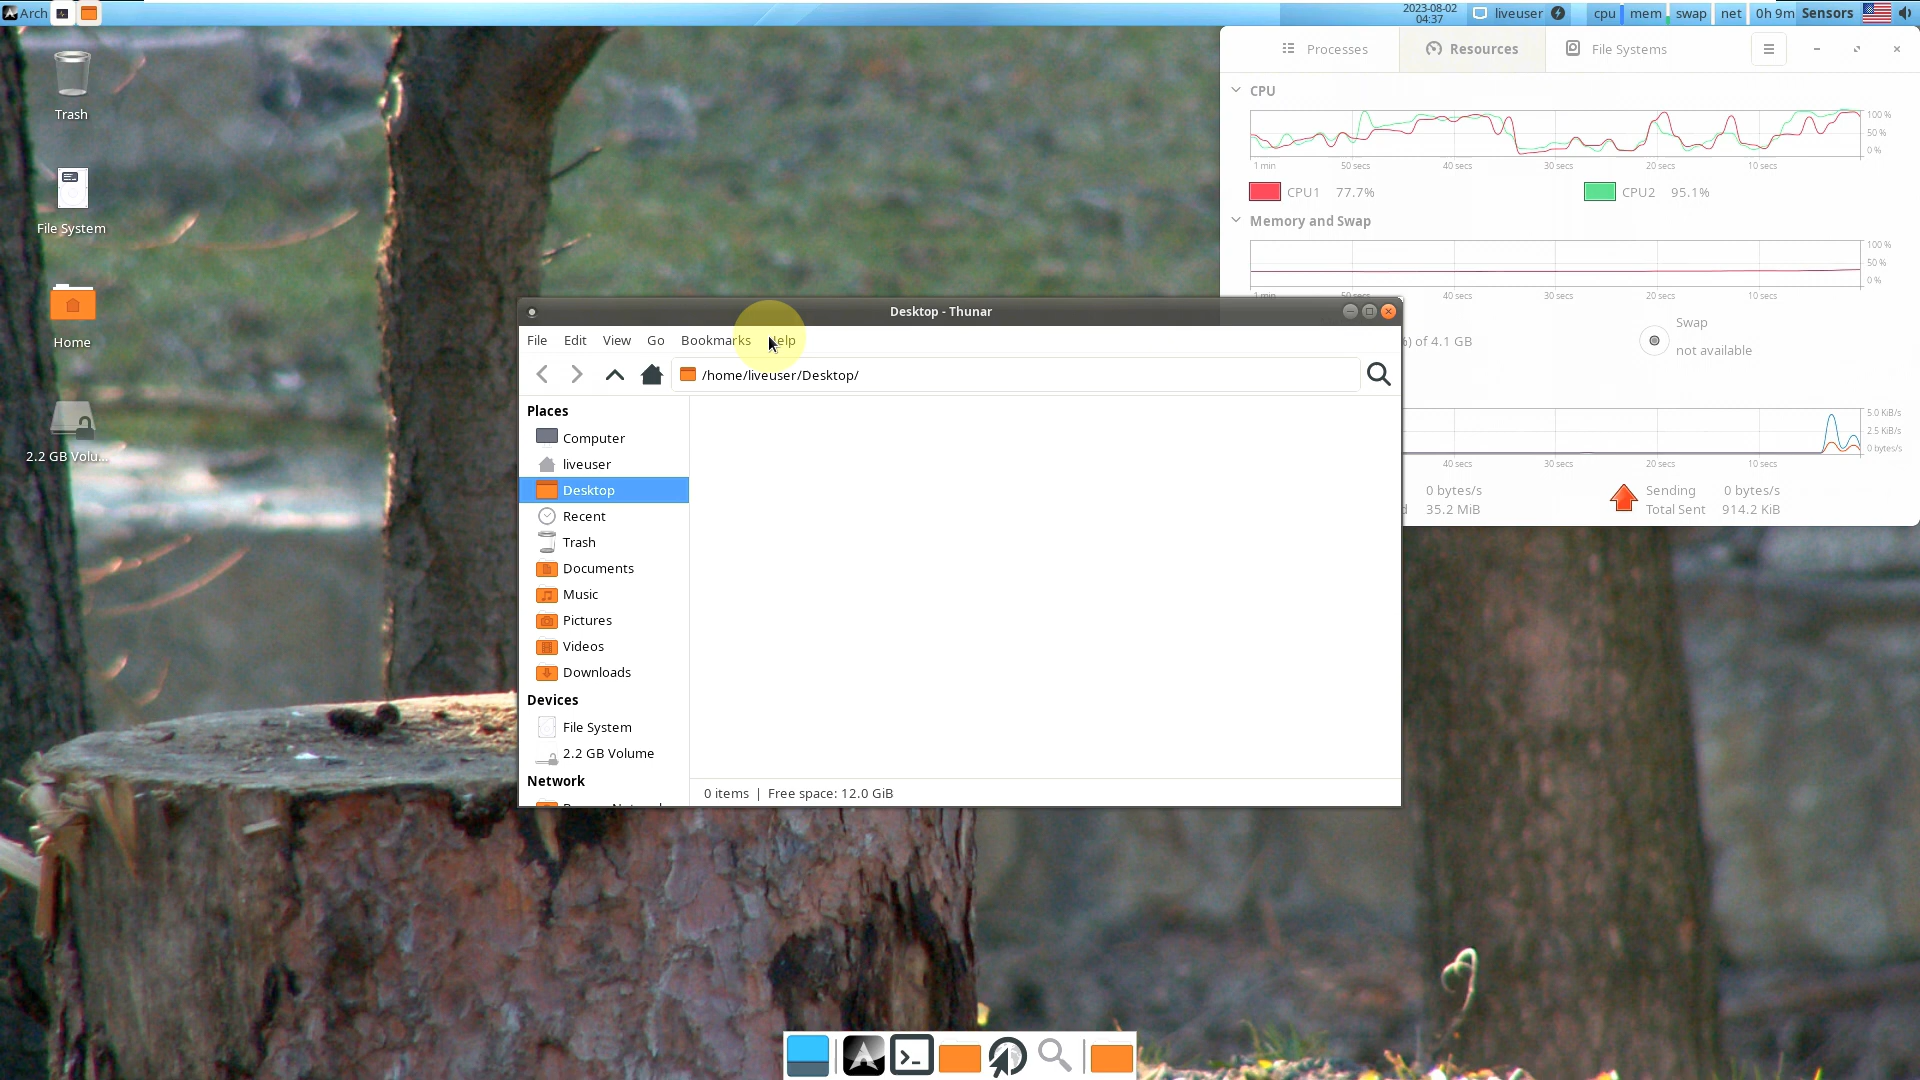 Arch
2023-08-02
04:37
liveuser
cpu
mem
swap
net
0h 9m
Sensors
Trash
File System
Home
2.2 GB Volu...
Processes
Resources
File Systems
CPU
100 %
50 %
0 %
1 min
50 secs
40 secs
30 secs
20 secs
10 secs
CPU1 77.7%
CPU2 95.1%
Memory and Swap
100 %
50 %
0 %
40 secs
30 secs
20 secs
10 secs
of 4.1 GB
Swap
not available
5.0 KiB/s
2.5 KiB/s
0 bytes/s
40 secs
30 secs
20 secs
10 secs
0 bytes/s
35.2 MiB
Sending 0 bytes/s
Total Sent 914.2 KiB
Desktop - Thunar
File Edit View Go Bookmarks
/home/liveuser/Desktop/
Places
Computer
liveuser
Desktop
Recent
Trash
Documents
Music
Pictures
Videos
Downloads
Devices
File System
2.2 GB Volume
Network
0 items | Free space: 12.0 GiB